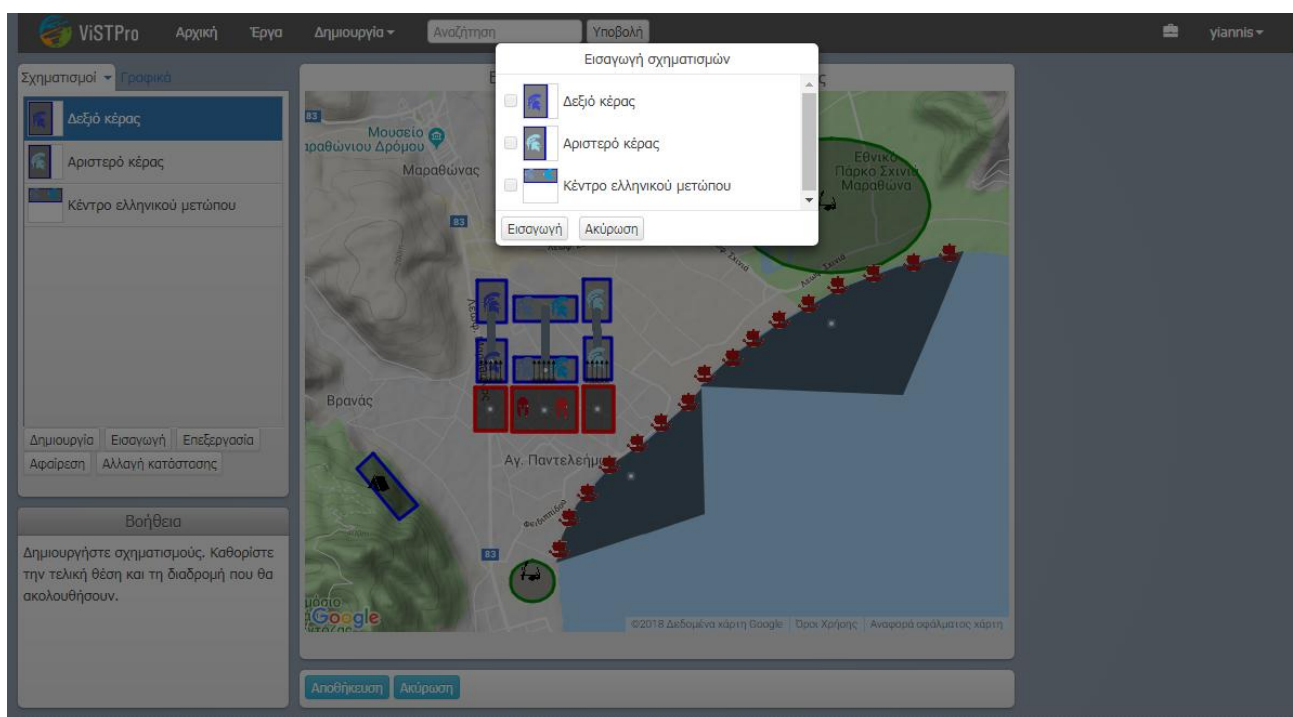 ViSTPro
Αρχική
Έργα
Δημιουργία
Αναζήτηση
Υποβολή
yiannis
Σχηματισμοί
Γραφικά
Δεξιό κέρας
Αριστερό κέρας
Κέντρο ελληνικού μετώπου
Δημιουργία
Εισαγωγή
Επεξεργασία
Αφαίρεση
Αλλαγή κατάστασης
Βοήθεια
Δημιουργήστε σχηματισμούς. Καθορίστε
την τελική θέση και τη διαδρομή που θα
ακολουθήσουν.
Εισαγωγή σχηματισμών
Δεξιό κέρας
Αριστερό κέρας
Κέντρο ελληνικού μετώπου
Εισαγωγή
Ακύρωση
83
Μουσείο
Μαραθώνας
83
Εθνικό
Πάρκο Σχινιά
Μαραθώνα
Βρανάς
83
Google
©2018 Δεδομένα χάρτη Google
Όροι Χρήσης
Αναφορά σφάλματος χάρτη
Αποθήκευση
Ακύρωση